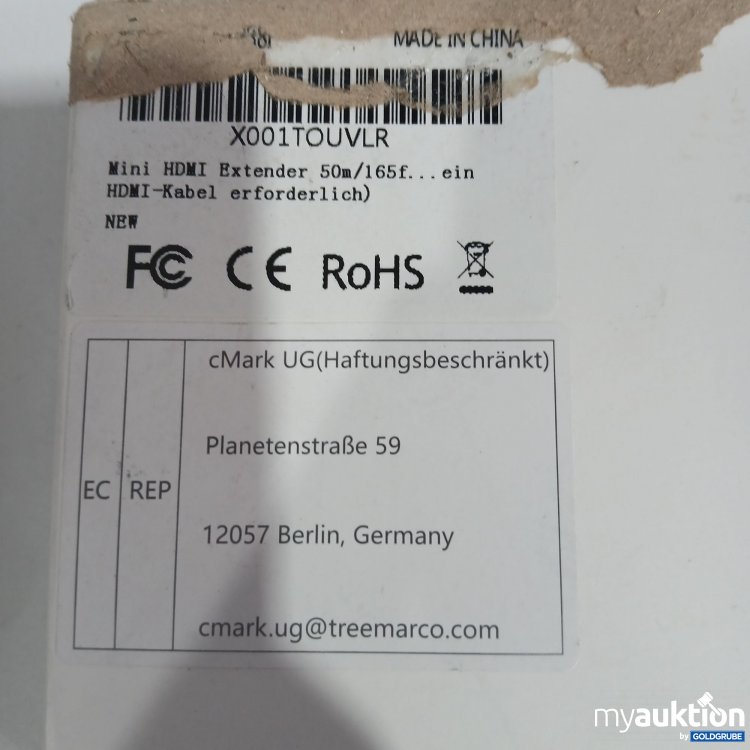 MADE IN CHINA
X001TOUVLR
Mini HDMI Extender 50m/165f...ein
HDMI-Kabel erforderlich)
NEW
FC CE RoHS
cMark UG(Haftungsbeschränkt)
Planetenstraße 59
EC REP
12057 Berlin, Germany
cmark.ug@treemarco.com
myauktion
by GOLDGRUBE